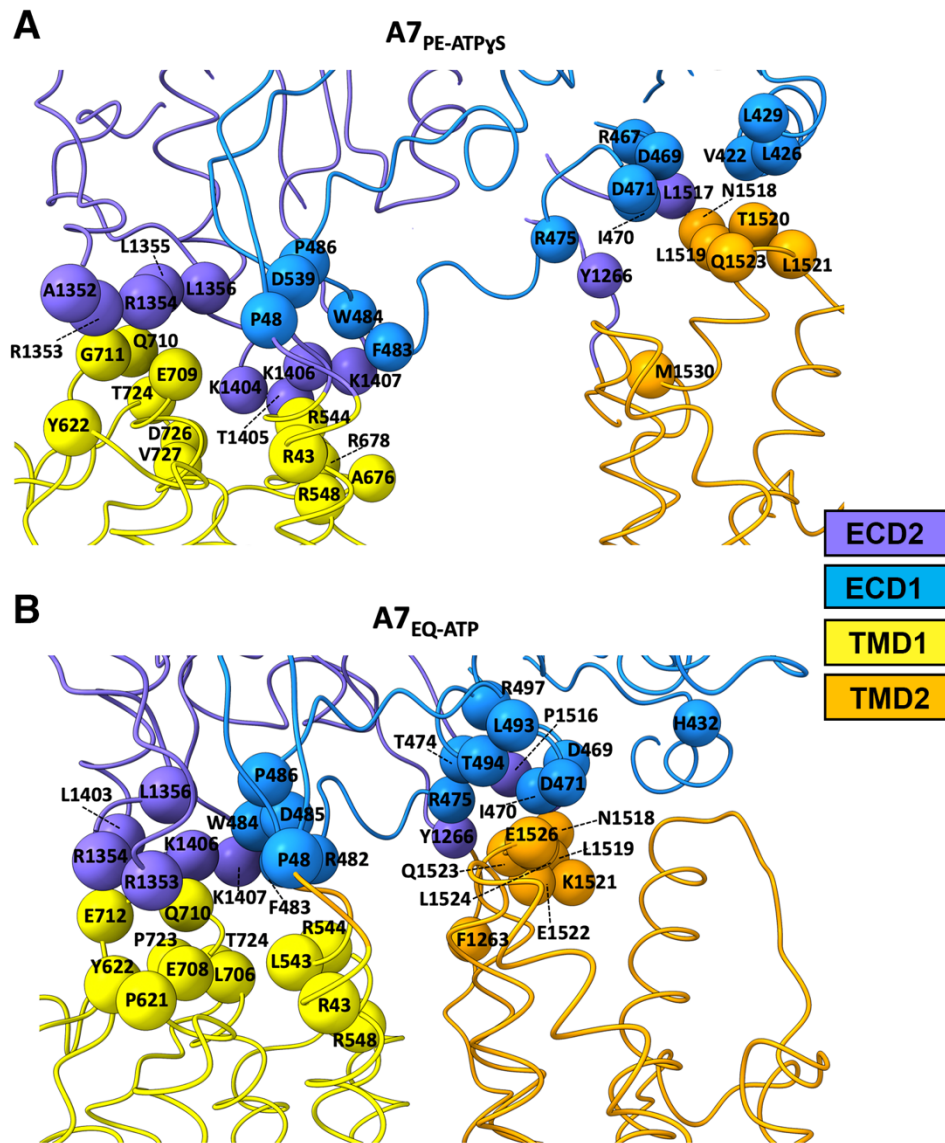 A
A7PE-ATPγS
L429
R467
D469
V422
L426
D471
L1517
N1518
I470
T1520
R475
L1519
Q1523
L1521
P486
L1355
D539
Y1266
A1352
R1354
L1356
P48
W484
R1353
Q710
F483
G711
K1406
E709
K1404
K1407
M1530
T724
T1405
R544
Y622
D726
R43
R678
V727
A676
R548
ECD2
ECD1
TMD1
TMD2
B
A7EQ-ATP
R497
L493
P1516
H432
T474
T494
D469
P486
L1356
D471
L1403
R475
I470
D485
W484
Y1266
E1526
N1518
R1354
K1406
P48
R482
Q1523
L1519
R1353
K1407
L1524
K1521
F483
E712
Q710
E1522
P723
T724
R544
F1263
Y622
E708
L706
L543
P621
R43
R548